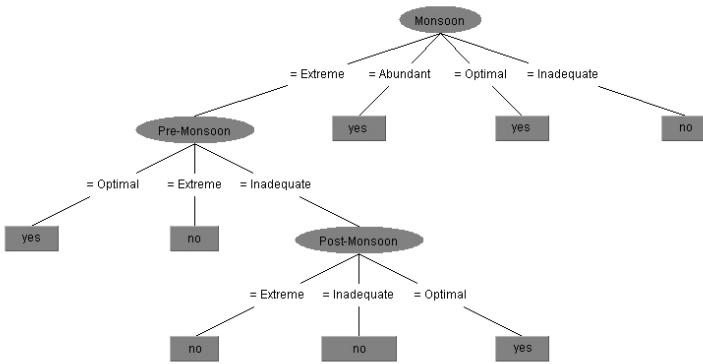 Monsoon
= Extreme = Abundant = Optimal = Inadequate
Pre-Monsoon yes yes no
= Optimal = Extreme = Inadequate
yes no Post-Monsoon
= Extreme = Inadequate = Optimal
no no yes